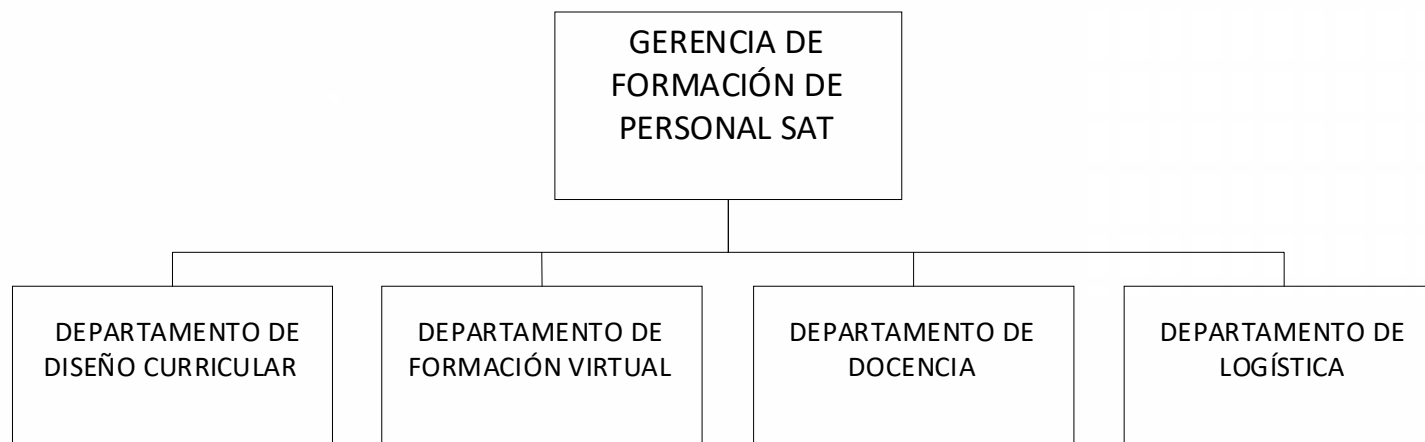 GERENCIA DE
FORMACIÓN DE
PERSONAL SAT
DEPARTAMENTO DE
DISEÑO CURRICULAR
DEPARTAMENTO DE
FORMACIÓN VIRTUAL
DEPARTAMENTO DE
DOCENCIA
DEPARTAMENTO DE
LOGÍSTICA